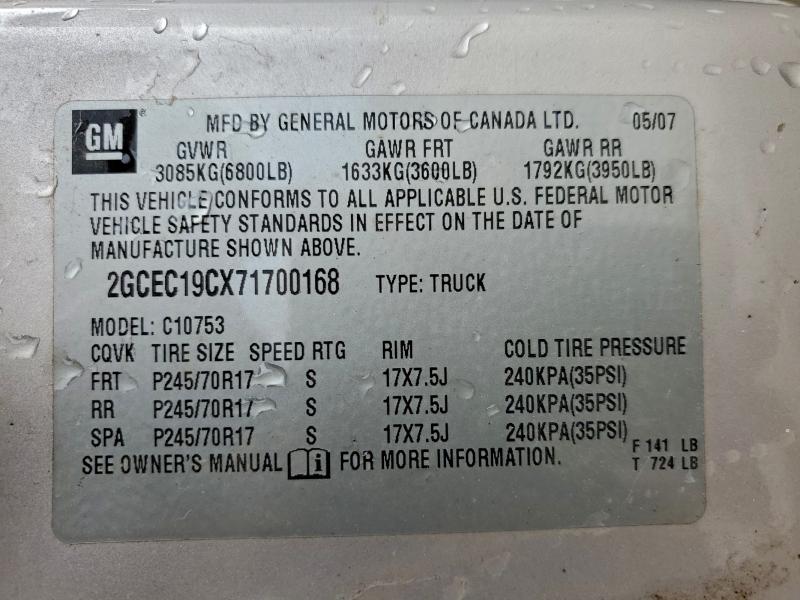 GM
®
MFD BY GENERAL MOTORS OF CANADA LTD. 05/07
GVWR GAWR FRT GAWR RR
3085KG(6800LB) 1633KG(3600LB) 1792KG(3950LB)
THIS VEHICLE CONFORMS TO ALL APPLICABLE U.S. FEDERAL MOTOR
VEHICLE SAFETY STANDARDS IN EFFECT ON THE DATE OF
MANUFACTURE SHOWN ABOVE.
2GCEC19CX71700168 TYPE: TRUCK
MODEL: C10753
CQVK TIRE SIZE SPEED RTG RIM COLD TIRE PRESSURE
FRT P245/70R17 S 17X7.5J 240KPA(35PSI)
RR P245/70R17 S 17X7.5J 240KPA(35PSI)
SPA P245/70R17 S 17X7.5J 240KPA(35PSI)
F 141 LB
SEE OWNER'S MANUAL i FOR MORE INFORMATION.
T 724 LB